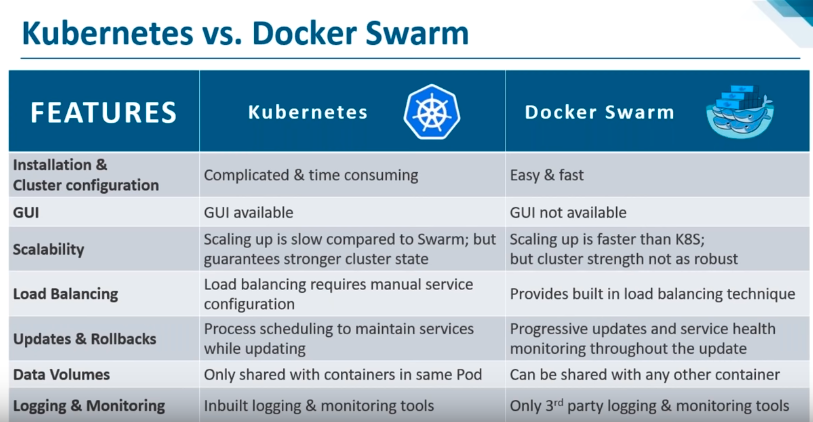 Kubernetes vs. Docker Swarm
FEATURES
Kubernetes
Docker Swarm
Installation &
Cluster configuration
Complicated & time consuming
Easy & fast
GUI
GUI available
GUI not available
Scalability
Scaling up is slow compared to Swarm; but
guarantees stronger cluster state
Scaling up is faster than K8S;
but cluster strength not as robust
Load Balancing
Load balancing requires manual service
configuration
Provides built in load balancing technique
Updates & Rollbacks
Process scheduling to maintain services
while updating
Progressive updates and service health
monitoring throughout the update
Data Volumes
Only shared with containers in same Pod
Can be shared with any other container
Logging & Monitoring
Inbuilt logging & monitoring tools
Only 3rd party logging & monitoring tools